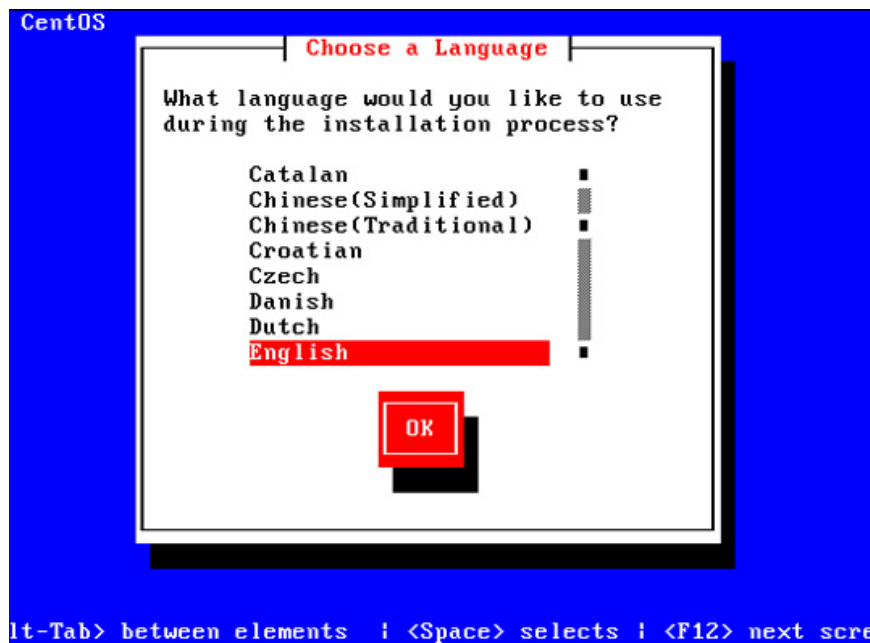 CentOS
Choose a Language
What language would you like to use
during the installation process?
Catalan
Chinese(Simplified)
Chinese(Traditional)
Croatian
Czech
Danish
Dutch
English
OK
lt-Tab> between elements | <Space> selects | <F12> next scre